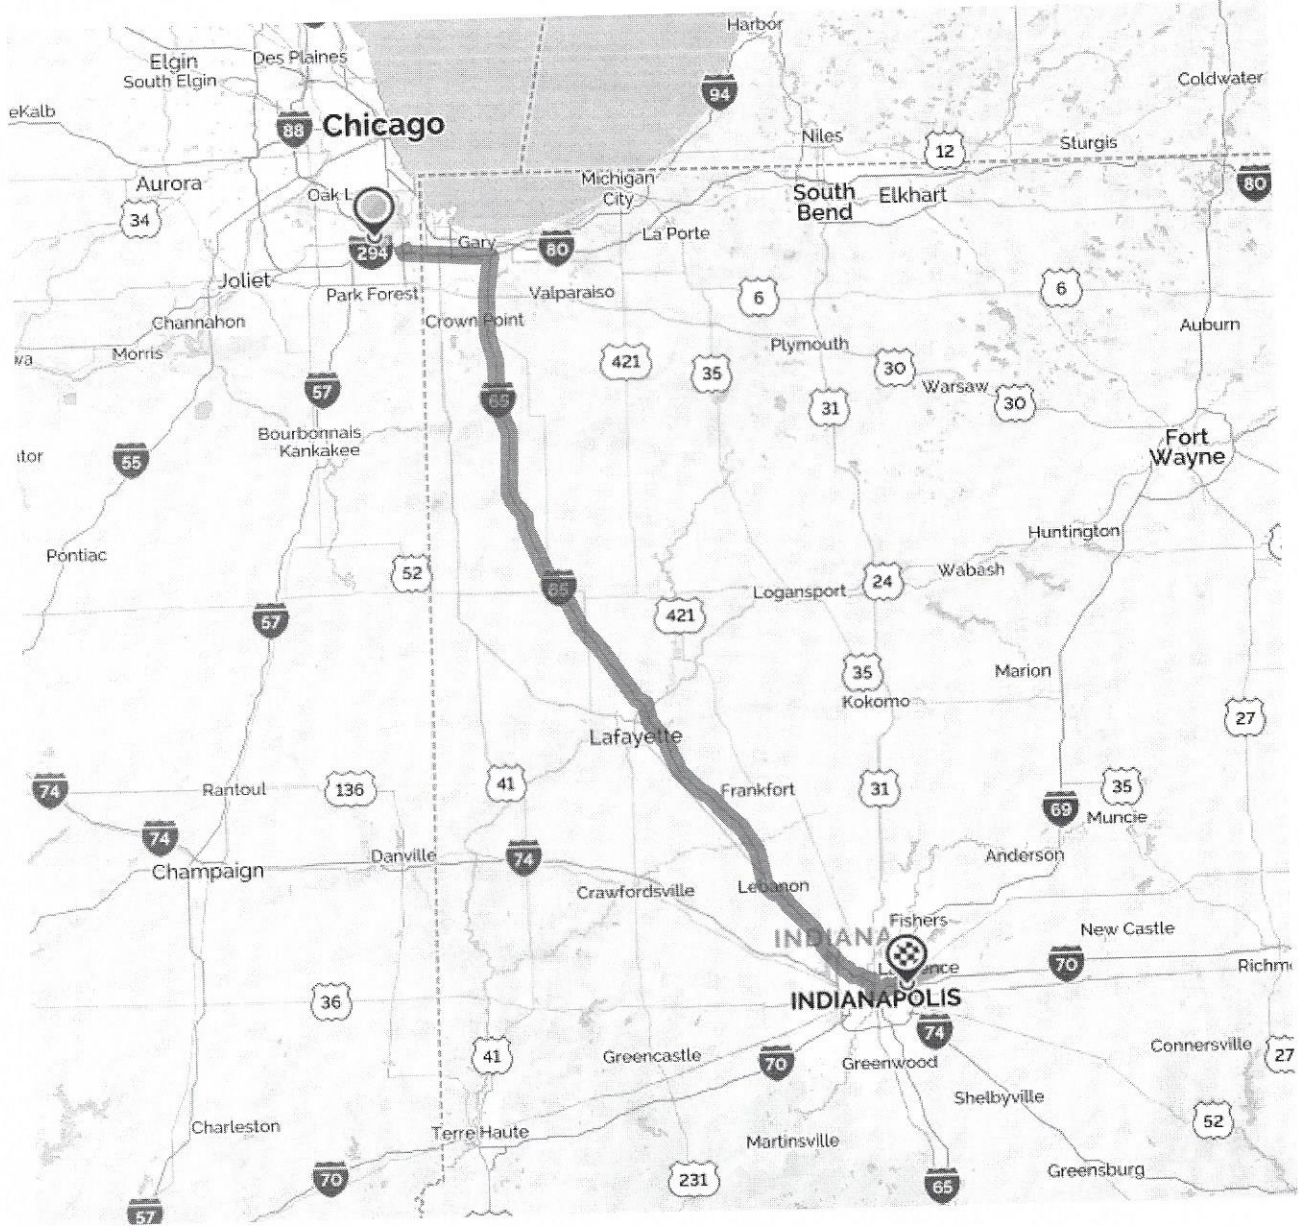 Harbor
Elgin
Des Plaines
South Elgin
Coldwater
94
eKalb
88
Chicago
Niles
12
Sturgis
Aurora
Michigan
City
South
Bend
Elkhart
80
Oak L
34
La Porte
Gary
80
294
Joliet
Park Forest
Valparaiso
6
6
Channahon
Crown Point
Auburn
wa
Morris
421
35
Plymouth
30
Warsaw
57
65
31
30
Bourbonnais
Kankakee
Fort
Wayne
itor
55
Huntington
Pontiac
52
65
Logansport
24
Wabash
57
421
35
Marion
Kokomo
27
Lafayette
74
Rantoul
136
41
Frankfort
31
35
69
Muncie
74
Danville
74
Anderson
Champaign
Crawfordsville
Lebanon
Fishers
New Castle
INDIANA
70
L ence
Richm
36
INDIANAPOLIS
74
41
Greencastle
70
Greenwood
Connersville
27
Shelbyville
52
Charleston
Terre Haute
Martinsville
70
231
65
Greensburg
57